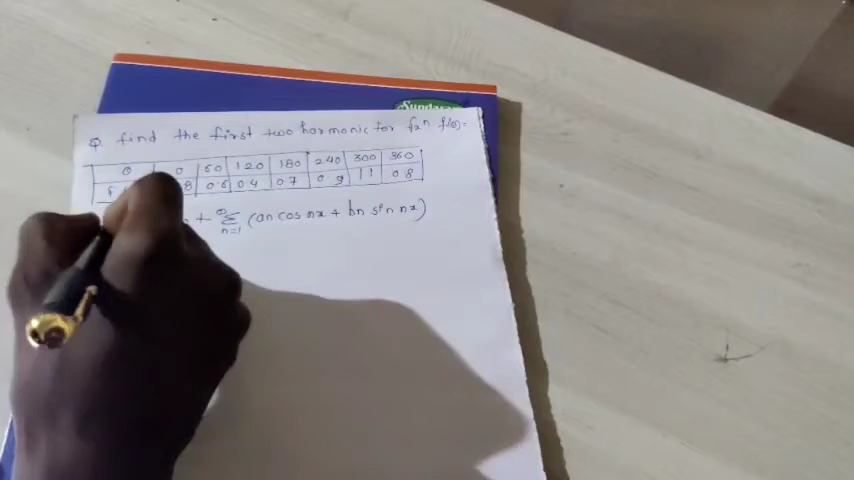 Sundaram
Q find the first two harmonic for fxⁿ f(θ)=
θ 0 60 120 180 240 300 360
8 0.6 0.4 0.7 0.9 1.1 0.8
+ ∞ Σ n=1 (an cos nx + bn sin nx)